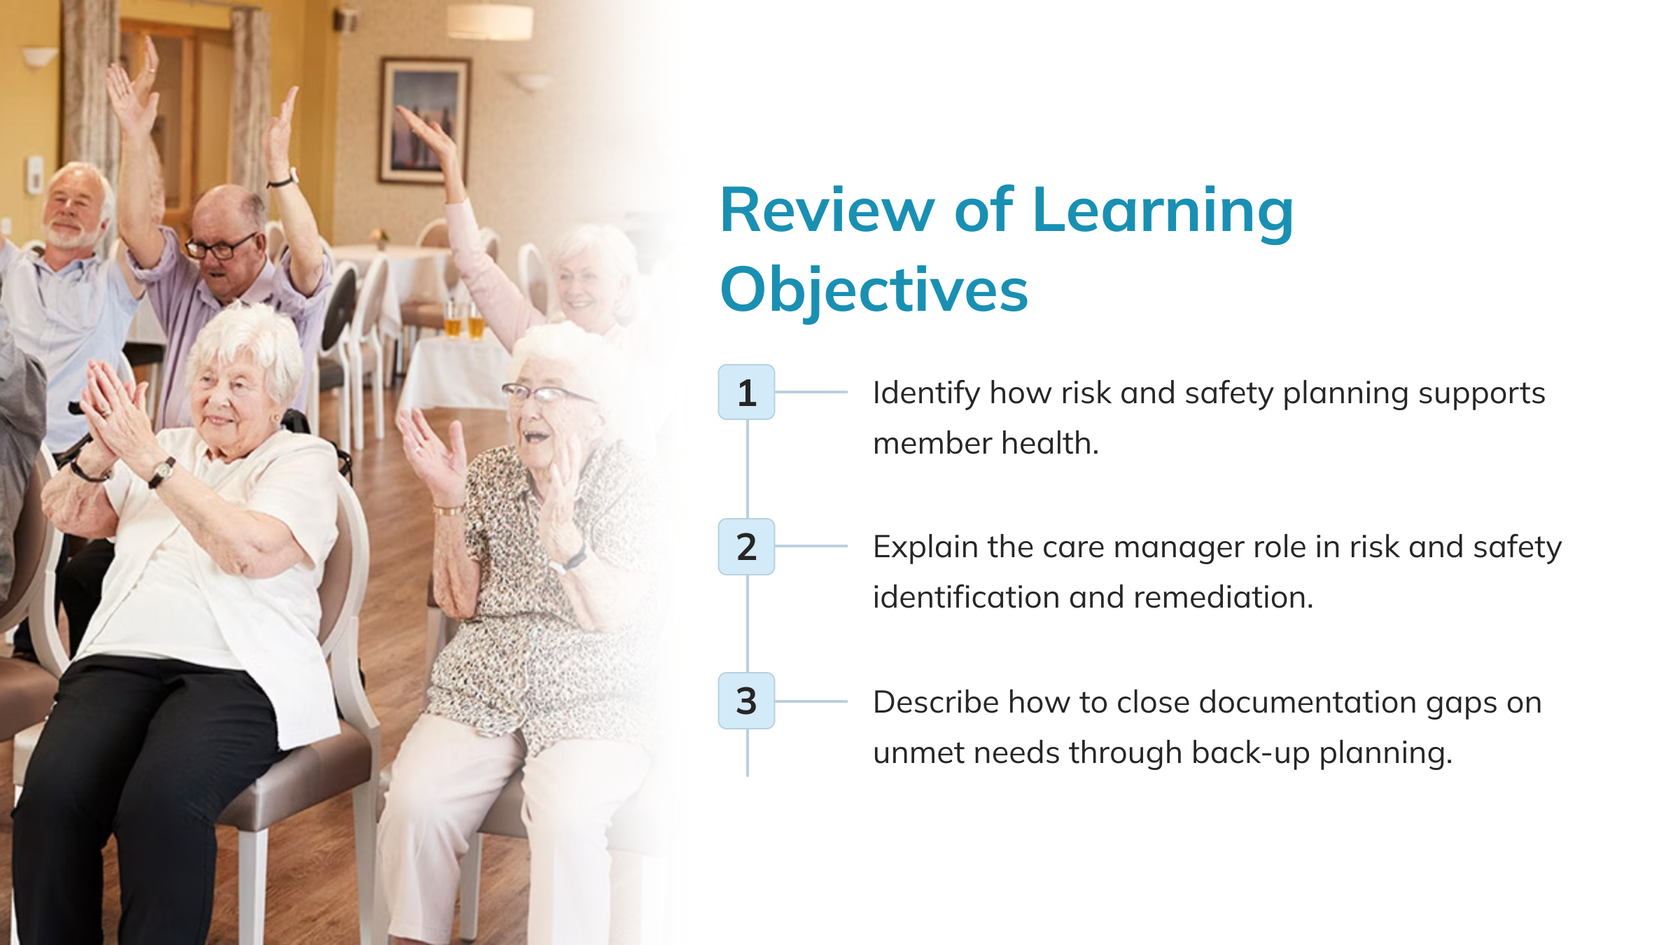 Review of Learning
Objectives
1
Identify how risk and safety planning supports
member health.
2
Explain the care manager role in risk and safety
identification and remediation.
3
Describe how to close documentation gaps on
unmet needs through back-up planning.